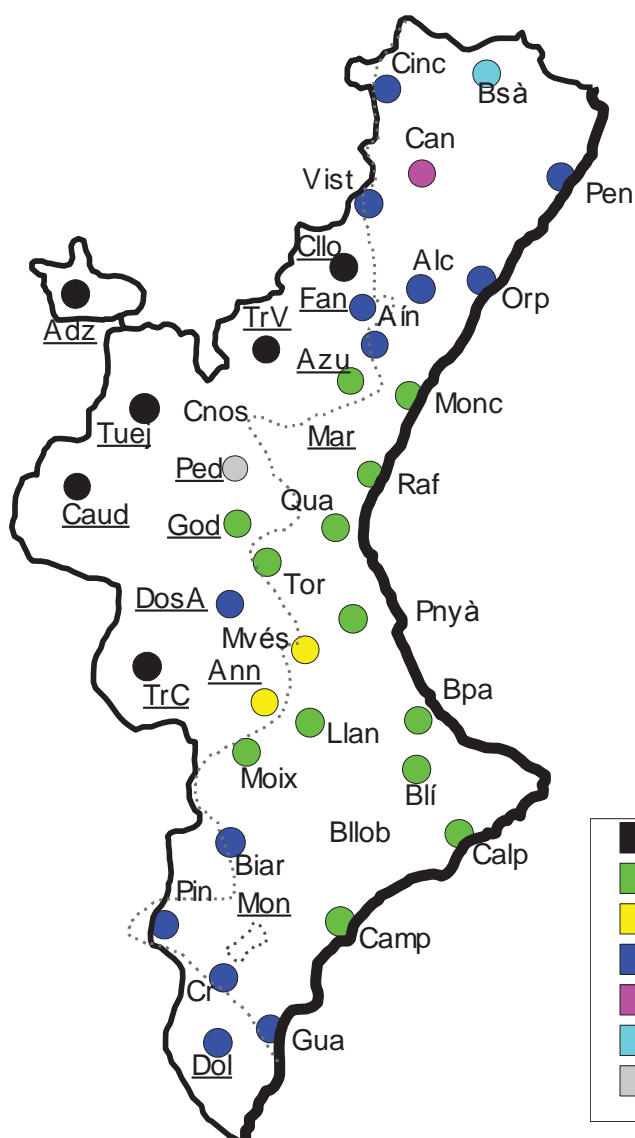 Cinc
Bsà
Can
Vist
Pen
Cllo
Alc
Fan
Orp
Adz
TrV
Aín
Azu
Monc
Cnos
Tuej
Mar
Ped
Raf
Caud
Qua
God
Tor
DosA
Pnyà
Mvés
Ann
TrC
Bpa
Llan
Moix
Blí
Bllob
Calp
Biar
Pin
Mon
Camp
Cr
Gua
Dol